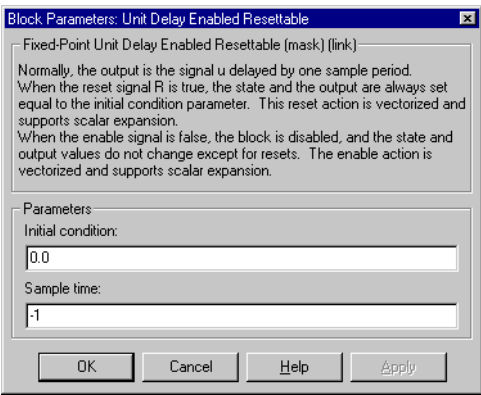 Block Parameters: Unit Delay Enabled Resettable
Fixed-Point Unit Delay Enabled Resettable (mask) (link)
Normally, the output is the signal u delayed by one sample period.
When the reset signal R is true, the state and the output are always set
equal to the initial condition parameter.  This reset action is vectorized and
supports scalar expansion.
When the enable signal is false, the block is disabled, and the state and
output values do not change except for resets.  The enable action is
vectorized and supports scalar expansion.
Parameters
Initial condition:
0.0
Sample time:
-1
OK Cancel Help Apply